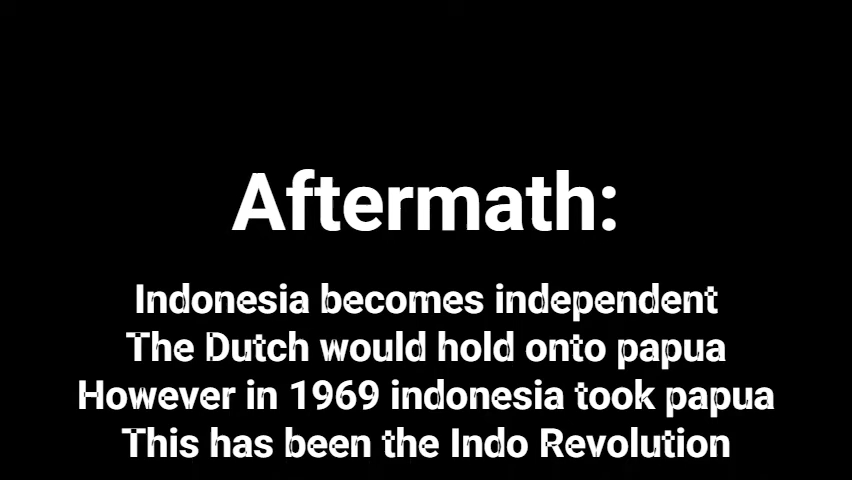 Aftermath:
Indonesia becomes independent
The Dutch would hold onto papua
However in 1969 indonesia took papua
This has been the Indo Revolution